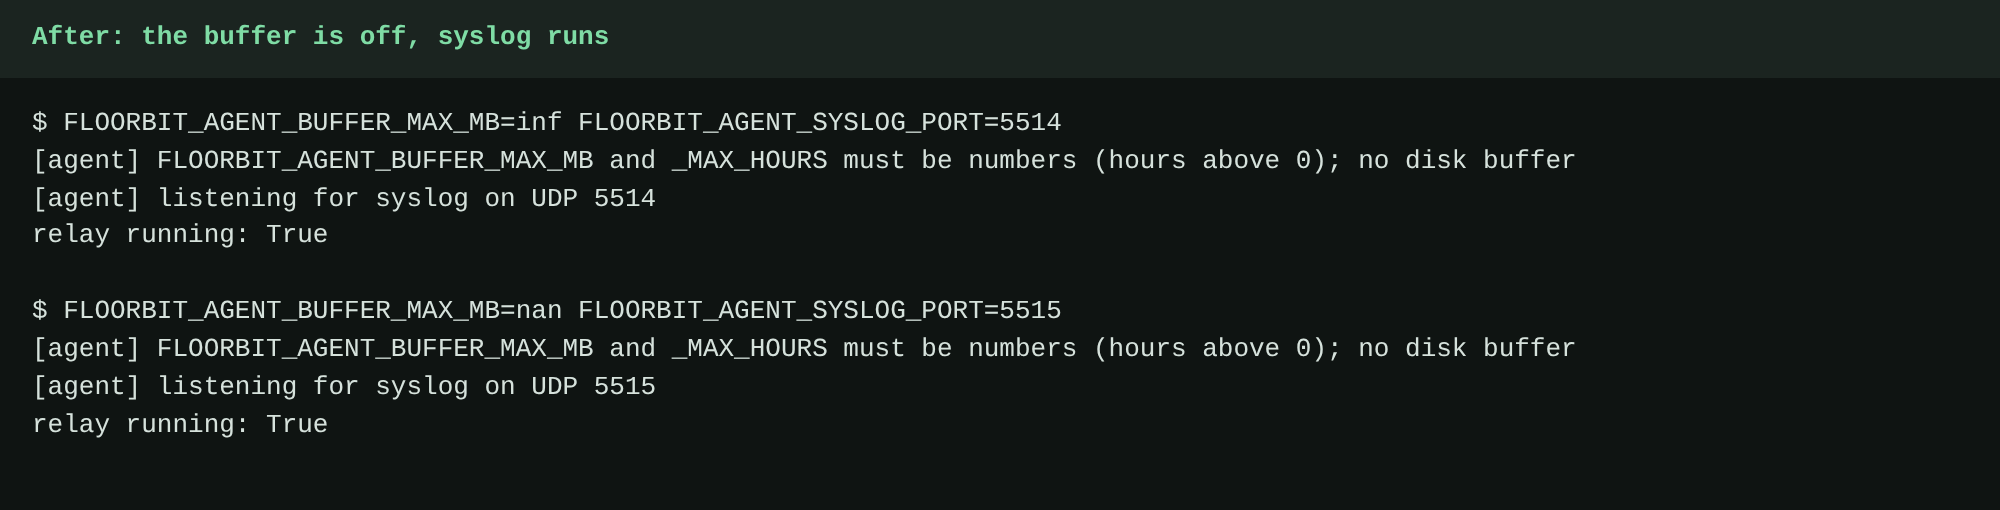 After: the buffer is off, syslog runs
$ FLOORBIT_AGENT_BUFFER_MAX_MB=inf FLOORBIT_AGENT_SYSLOG_PORT=5514
[agent] FLOORBIT_AGENT_BUFFER_MAX_MB and _MAX_HOURS must be numbers (hours above 0); no disk buffer
[agent] listening for syslog on UDP 5514
relay running: True
$ FLOORBIT_AGENT_BUFFER_MAX_MB=nan FLOORBIT_AGENT_SYSLOG_PORT=5515
[agent] FLOORBIT_AGENT_BUFFER_MAX_MB and _MAX_HOURS must be numbers (hours above 0); no disk buffer
[agent] listening for syslog on UDP 5515
relay running: True